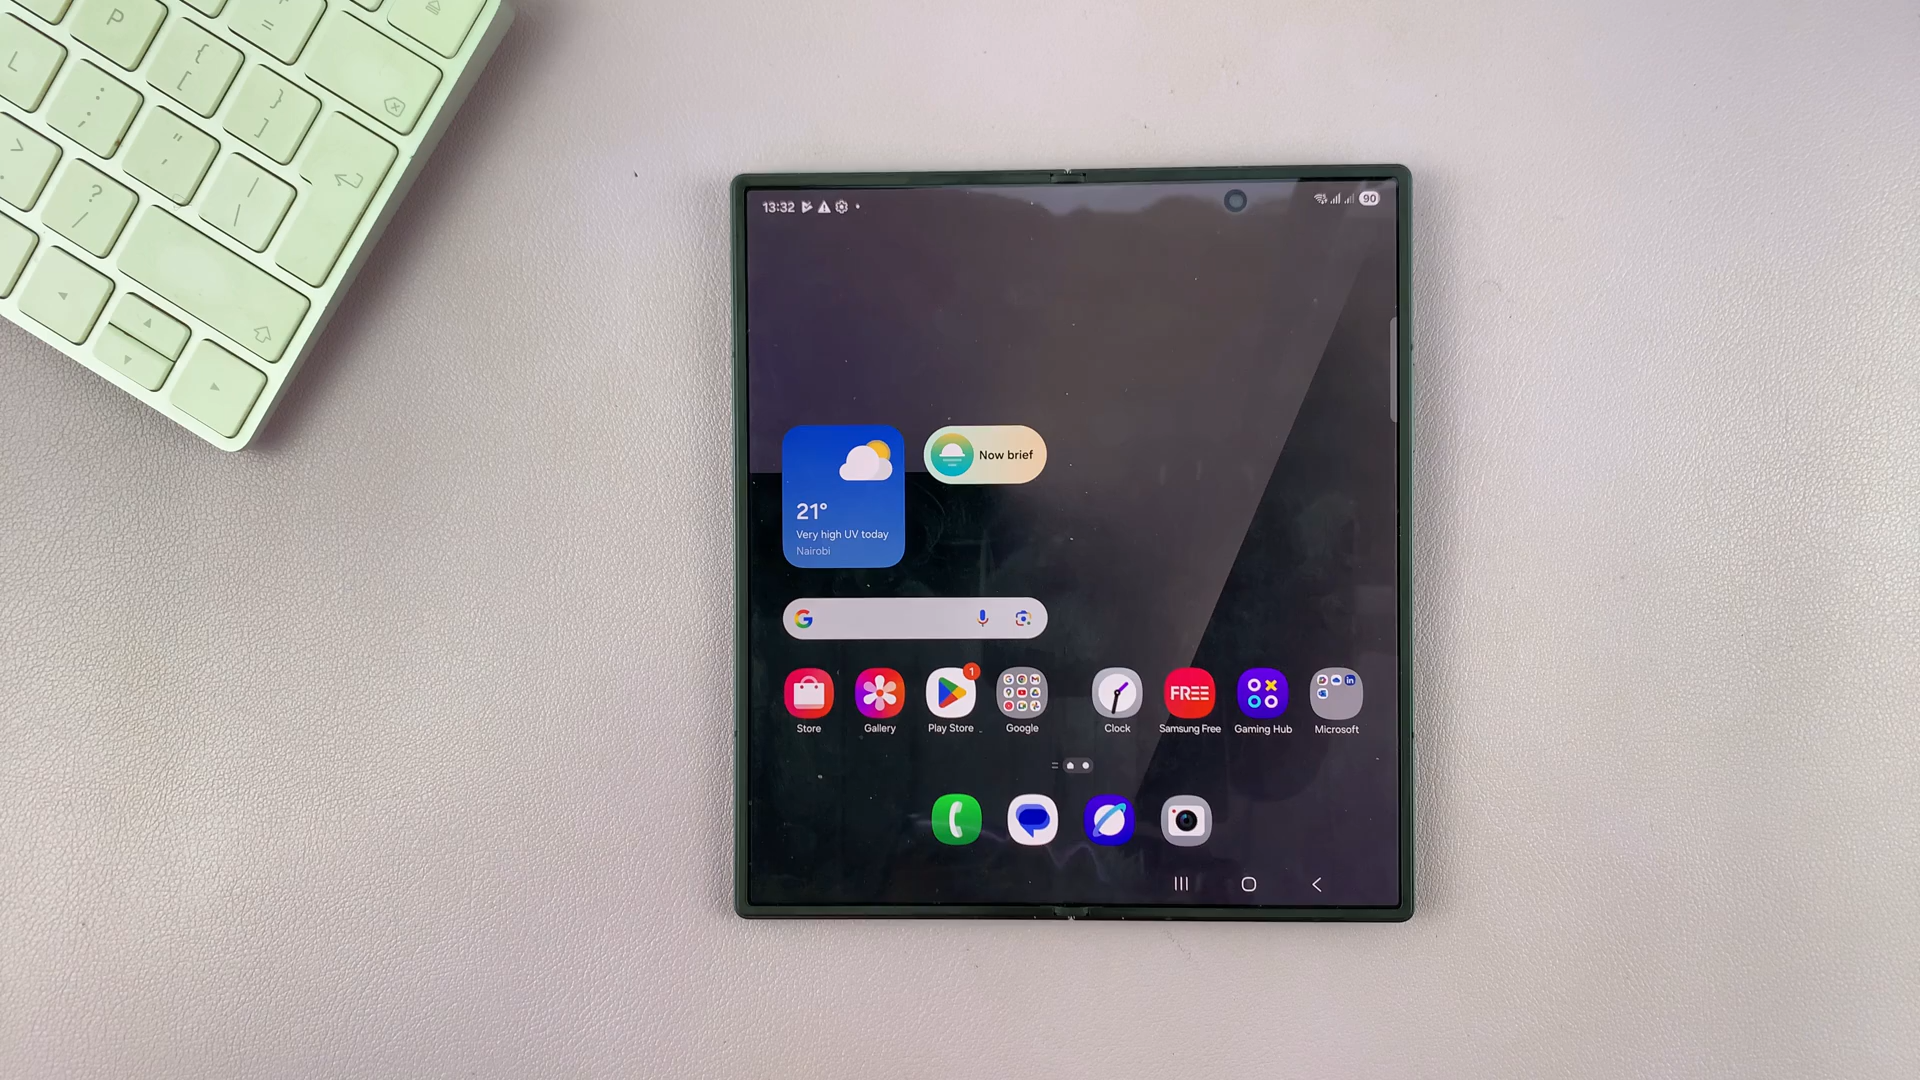 P
+
=
L
{
[
:
;
}
]
>
.
"
'
?
/
|
\
13:32
90
Now brief
21°
Very high UV today
Nairobi
G
1
FREE
Store
Gallery
Play Store
Google
Clock
Samsung Free
Gaming Hub
Microsoft